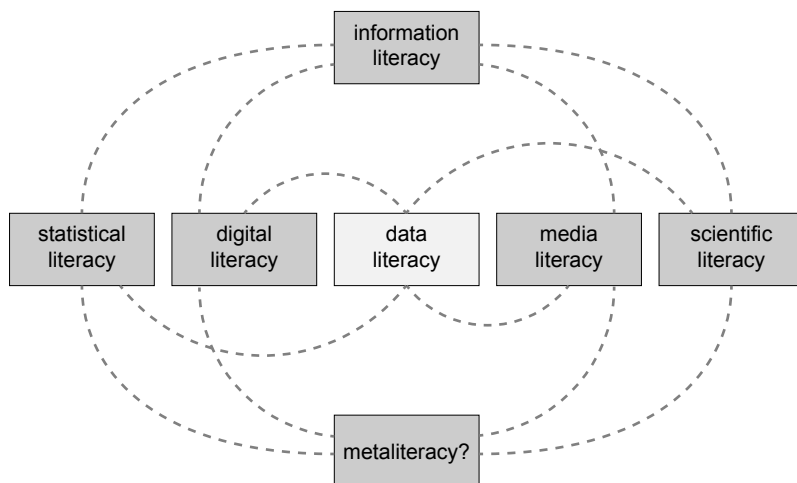 information
literacy
statistical
literacy
digital
literacy
data
literacy
media
literacy
scientific
literacy
metaliteracy?